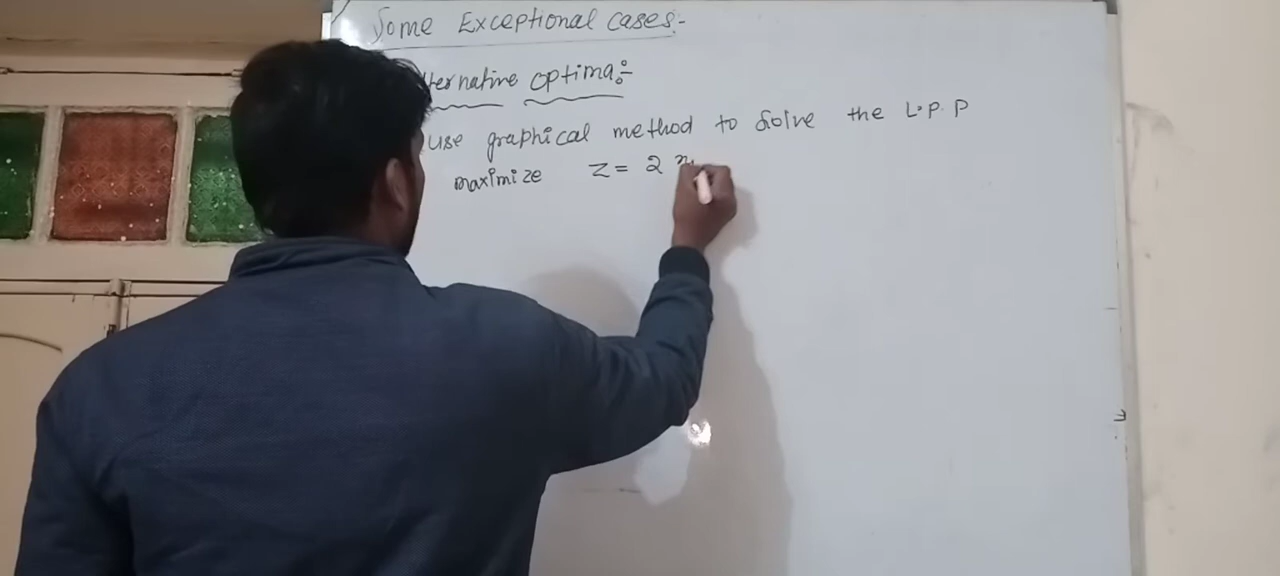 Some Exceptional cases:-
optima:-
use graphical method to Solve the L.P.P
maximize Z = 2